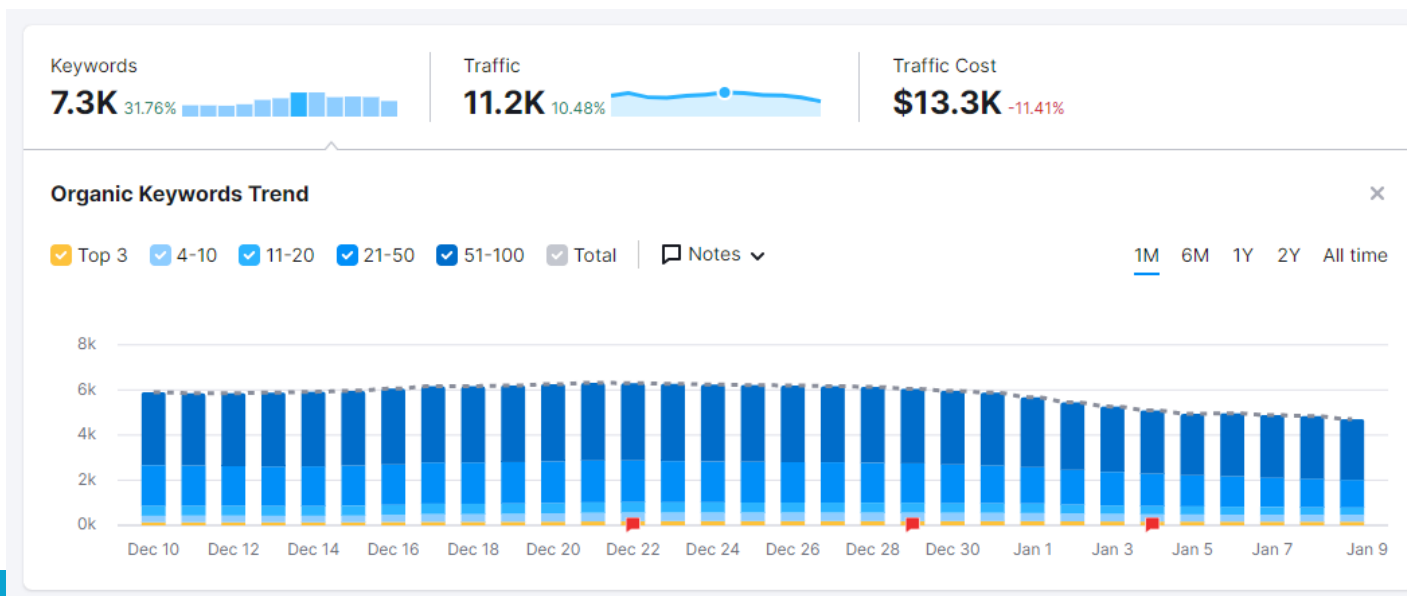 Keywords
7.3K 31.76%
Traffic
11.2K 10.48%
Traffic Cost
$13.3K -11.41%
Organic Keywords Trend
Top 3 4-10 11-20 21-50 51-100 Total Notes 1M 6M 1Y 2Y All time
8k
6k
4k
2k
0k
Dec 10 Dec 12 Dec 14 Dec 16 Dec 18 Dec 20 Dec 22 Dec 24 Dec 26 Dec 28 Dec 30 Jan 1 Jan 3 Jan 5 Jan 7 Jan 9